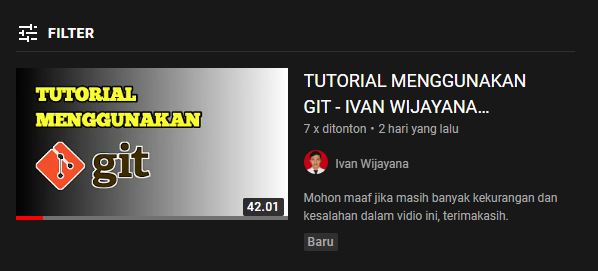 FILTER
TUTORIAL
MENGGUNAKAN
git
42.01
TUTORIAL MENGGUNAKAN
GIT - IVAN WIJAYANA…
7 x ditonton • 2 hari yang lalu
Ivan Wijayana
Mohon maaf jika masih banyak kekurangan dan
kesalahan dalam vidio ini, terimakasih.
Baru